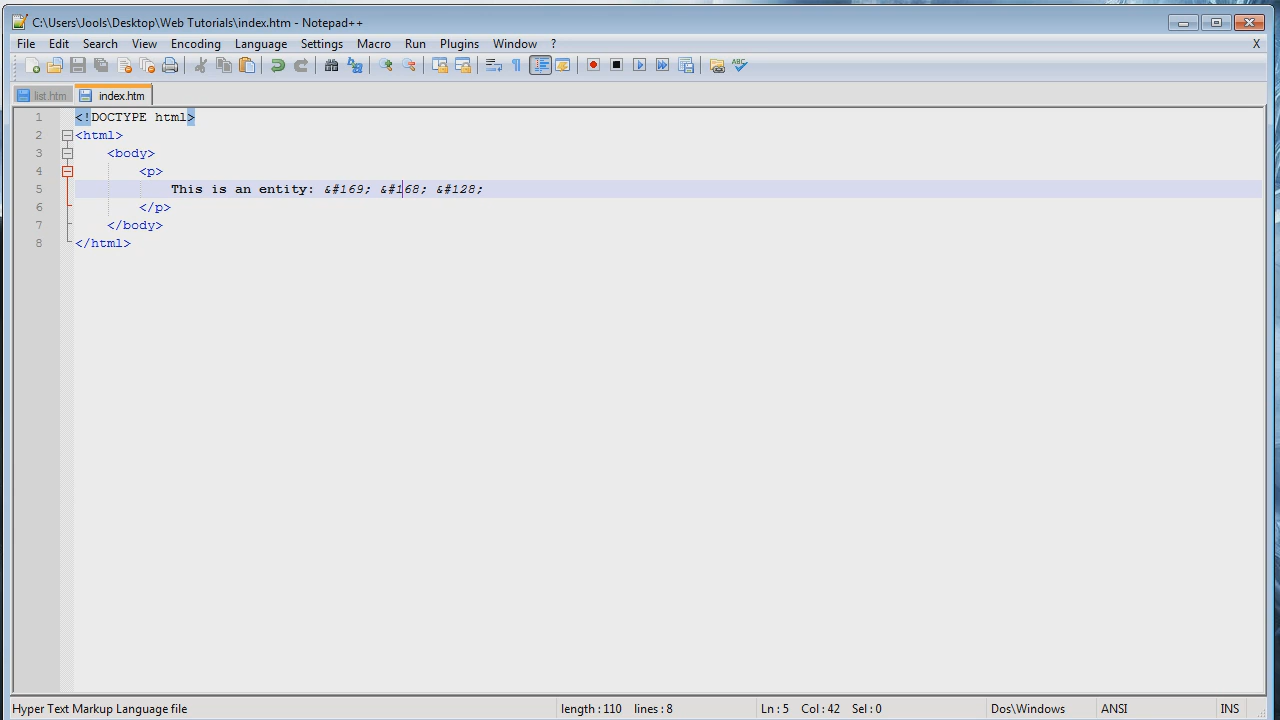 C:\Users\Jools\Desktop\Web Tutorials\index.htm - Notepad++
File Edit Search View Encoding Language Settings Macro Run Plugins Window ? X
list.htm index.htm
1 <!DOCTYPE html>
2 <html>
3 <body>
4 <p>
5 This is an entity: &#169; &#168; &#128;
6 </p>
7 </body>
8 </html>
Hyper Text Markup Language file length : 110 lines : 8 Ln : 5 Col : 42 Sel : 0 Dos\Windows ANSI INS